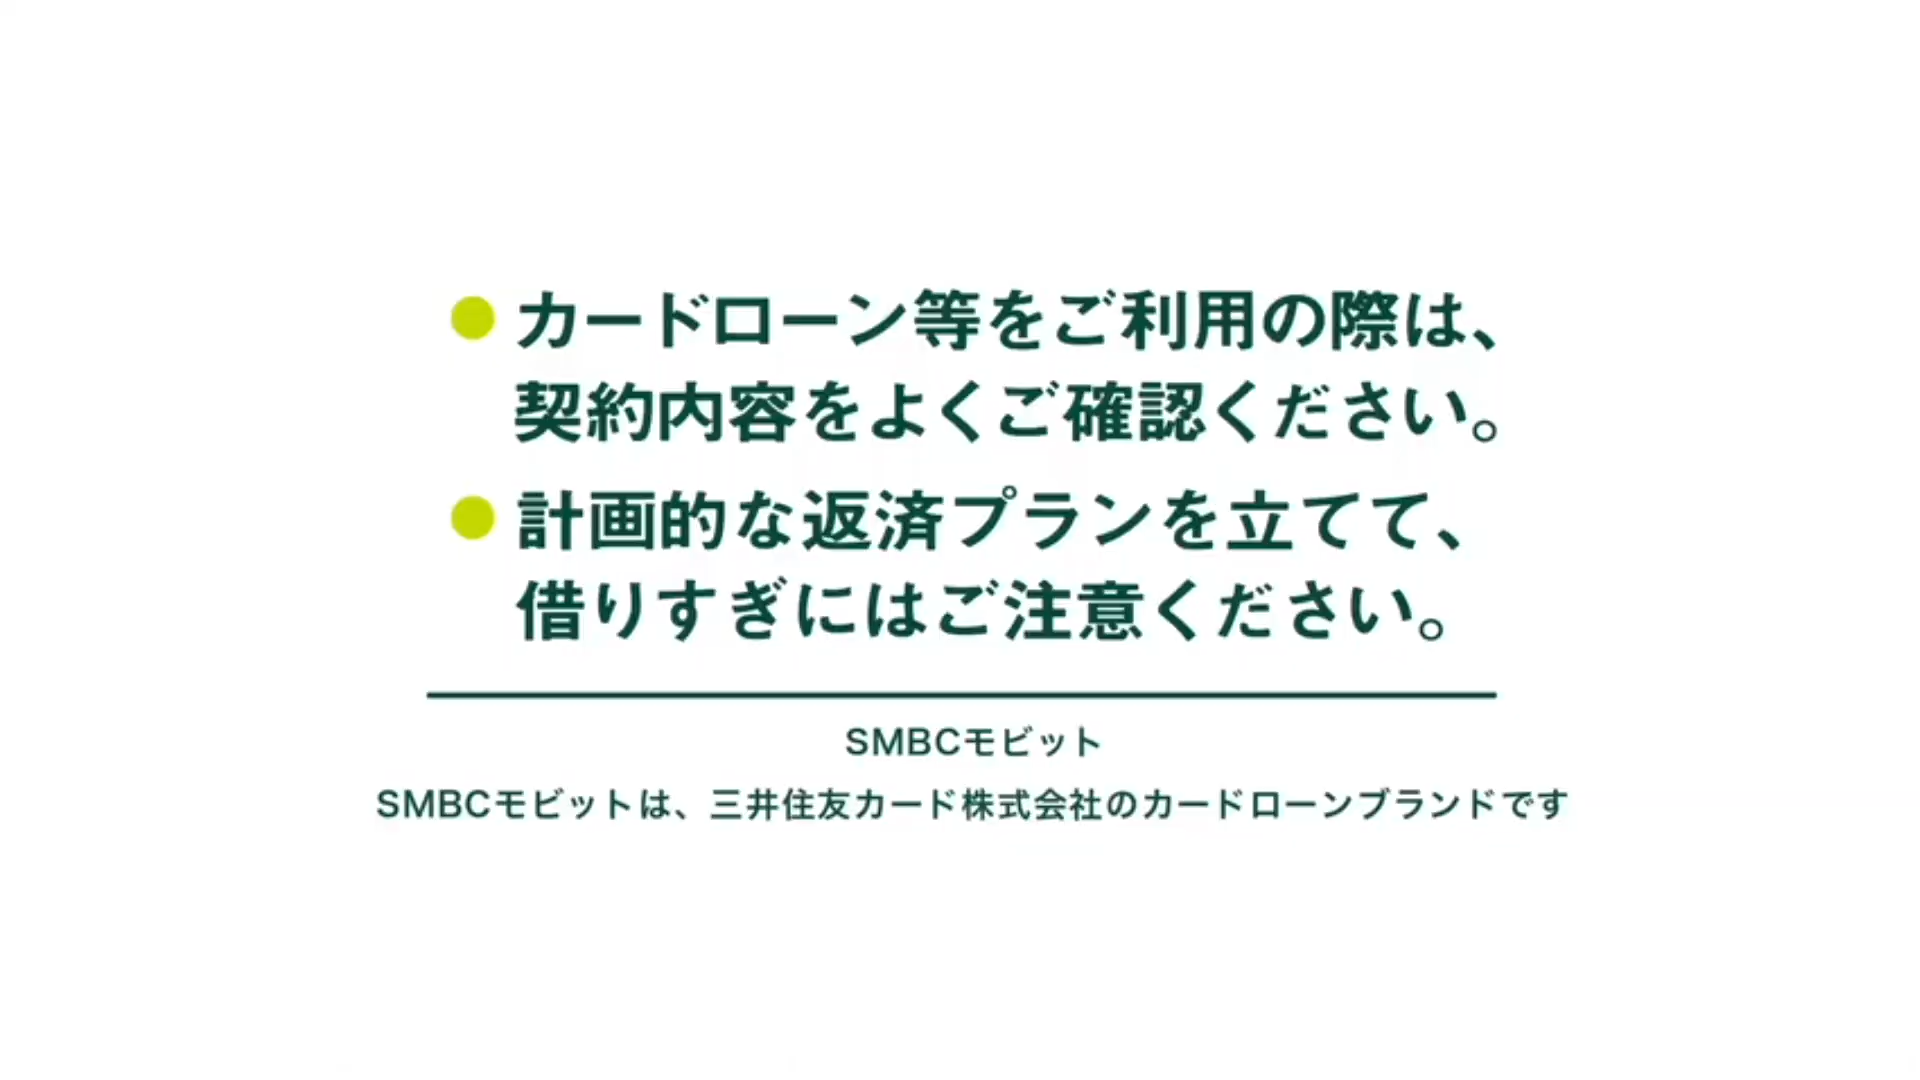 ● カードローン等をご利用の際は、
契約内容をよくご確認ください。
● 計画的な返済プランを立てて、
借りすぎにはご注意ください。
SMBCモビット
SMBCモビットは、三井住友カード株式会社のカードローンブランドです